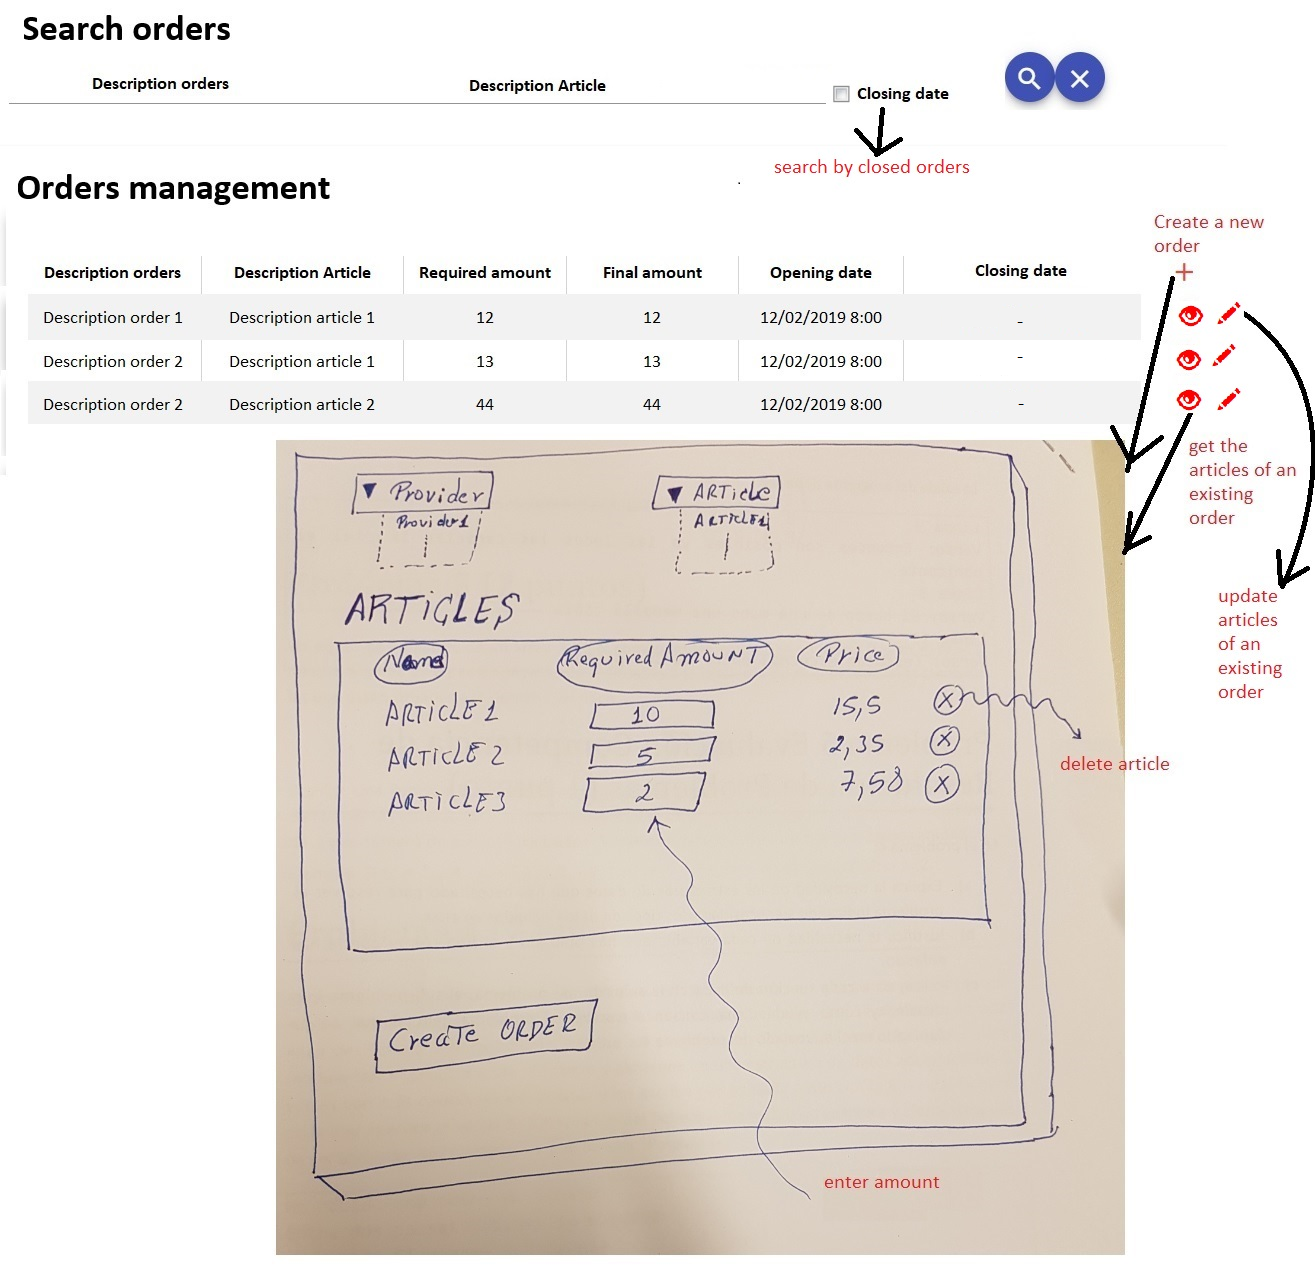 Search orders
Description orders Description Article Closing date
search by closed orders
Orders management
Create a new
order
Description orders Description Article Required amount Final amount Opening date Closing date
Description order 1 Description article 1 12 12 12/02/2019 8:00 -
Description order 2 Description article 1 13 13 12/02/2019 8:00 -
Description order 2 Description article 2 44 44 12/02/2019 8:00 -
get the
articles of an
existing
order
▼ Provider ▼ ARTicle
Provider1 ARTiCLE1
update
articles
of an
existing
order
ARTiCLES
Name Required AMOUNT Price
ARTiCLE1 10 15,5 X
ARTiCLE2 5 2,35 X
ARTiCLE3 2 7,58 X
delete article
CreaTe ORDER
enter amount